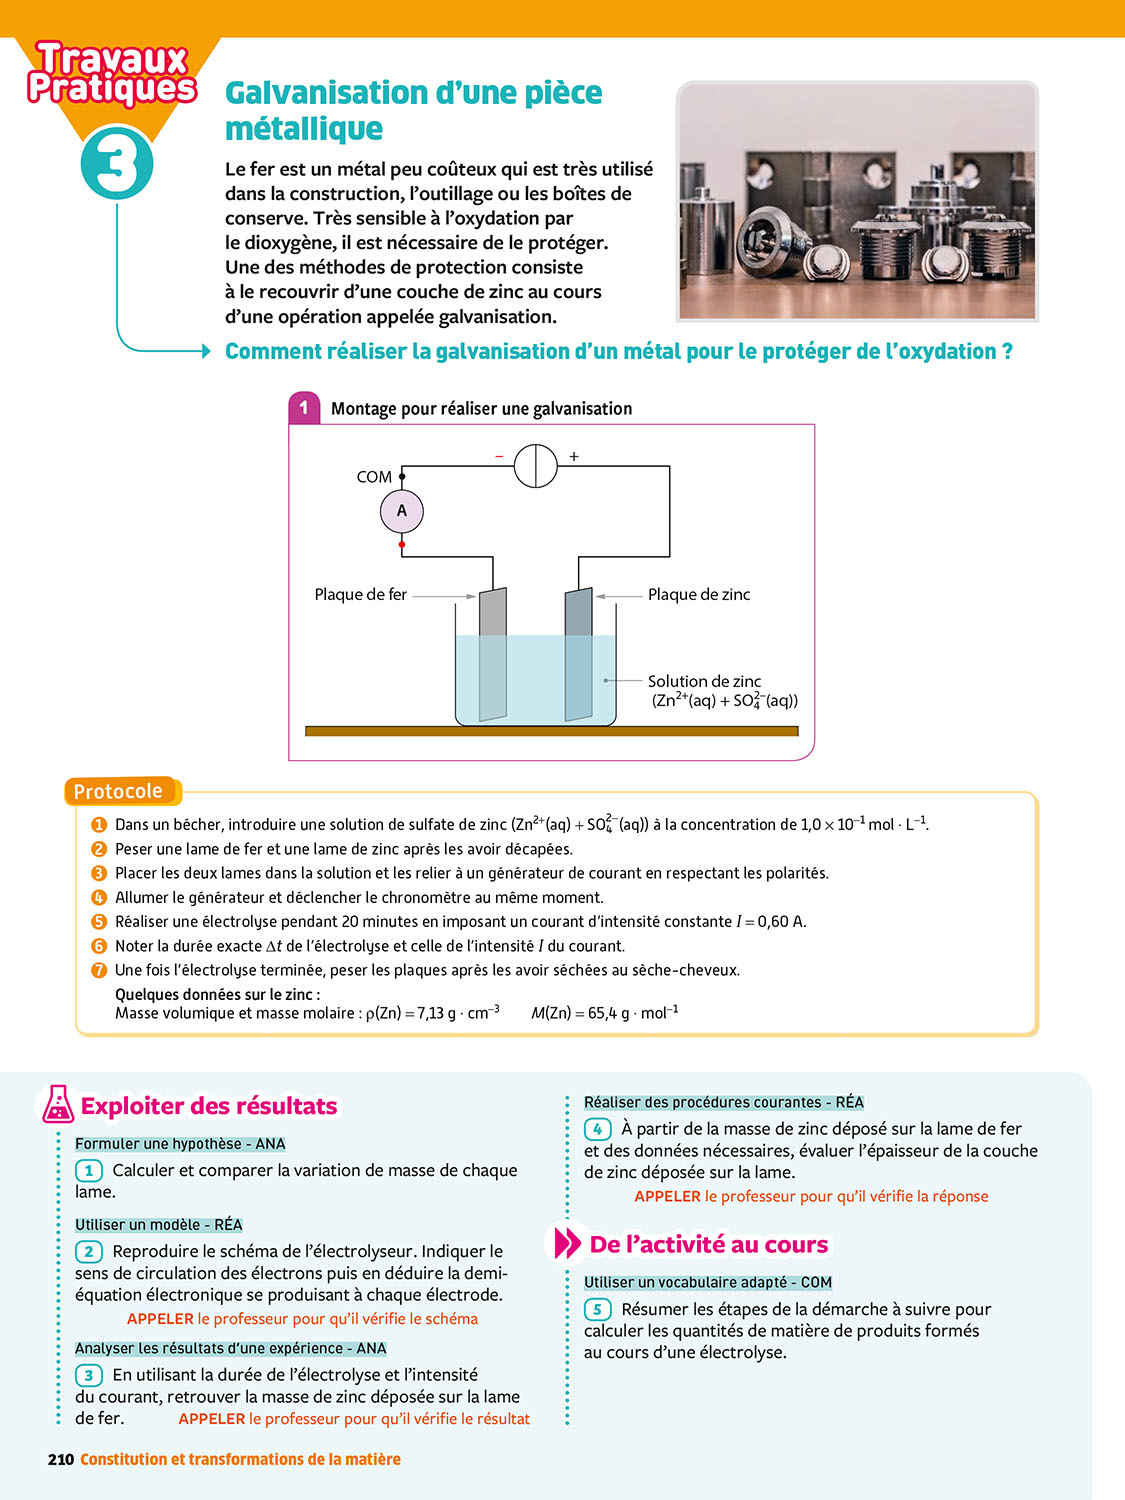 Travaux
Pratiques
3
Galvanisation d’une pièce
métallique
Le fer est un métal peu coûteux qui est très utilisé
dans la construction, l’outillage ou les boîtes de
conserve. Très sensible à l’oxydation par
le dioxygène, il est nécessaire de le protéger.
Une des méthodes de protection consiste
à le recouvrir d’une couche de zinc au cours
d’une opération appelée galvanisation.
Comment réaliser la galvanisation d’un métal pour le protéger de l’oxydation ?
1 Montage pour réaliser une galvanisation
– +
COM
A
Plaque de fer
Plaque de zinc
Solution de zinc
(Zn²⁺(aq) + SO₄²⁻(aq))
Protocole
1 Dans un bécher, introduire une solution de sulfate de zinc (Zn²⁺(aq) + SO₄²⁻(aq)) à la concentration de 1,0 × 10⁻¹ mol · L⁻¹.
2 Peser une lame de fer et une lame de zinc après les avoir décapées.
3 Placer les deux lames dans la solution et les relier à un générateur de courant en respectant les polarités.
4 Allumer le générateur et déclencher le chronomètre au même moment.
5 Réaliser une électrolyse pendant 20 minutes en imposant un courant d’intensité constante I = 0,60 A.
6 Noter la durée exacte Δt de l’électrolyse et celle de l’intensité I du courant.
7 Une fois l’électrolyse terminée, peser les plaques après les avoir séchées au sèche-cheveux.
Quelques données sur le zinc :
Masse volumique et masse molaire : ρ(Zn) = 7,13 g · cm⁻³ M(Zn) = 65,4 g · mol⁻¹
Exploiter des résultats
Formuler une hypothèse - ANA
1 Calculer et comparer la variation de masse de chaque
lame.
Utiliser un modèle - RÉA
2 Reproduire le schéma de l’électrolyseur. Indiquer le
sens de circulation des électrons puis en déduire la demi-
équation électronique se produisant à chaque électrode.
APPELER le professeur pour qu’il vérifie le schéma
Analyser les résultats d’une expérience - ANA
3 En utilisant la durée de l’électrolyse et l’intensité
du courant, retrouver la masse de zinc déposée sur la lame
de fer. APPELER le professeur pour qu’il vérifie le résultat
Réaliser des procédures courantes - RÉA
4 À partir de la masse de zinc déposé sur la lame de fer
et des données nécessaires, évaluer l’épaisseur de la couche
de zinc déposée sur la lame.
APPELER le professeur pour qu’il vérifie la réponse
De l’activité au cours
Utiliser un vocabulaire adapté - COM
5 Résumer les étapes de la démarche à suivre pour
calculer les quantités de matière de produits formés
au cours d’une électrolyse.
210 Constitution et transformations de la matière